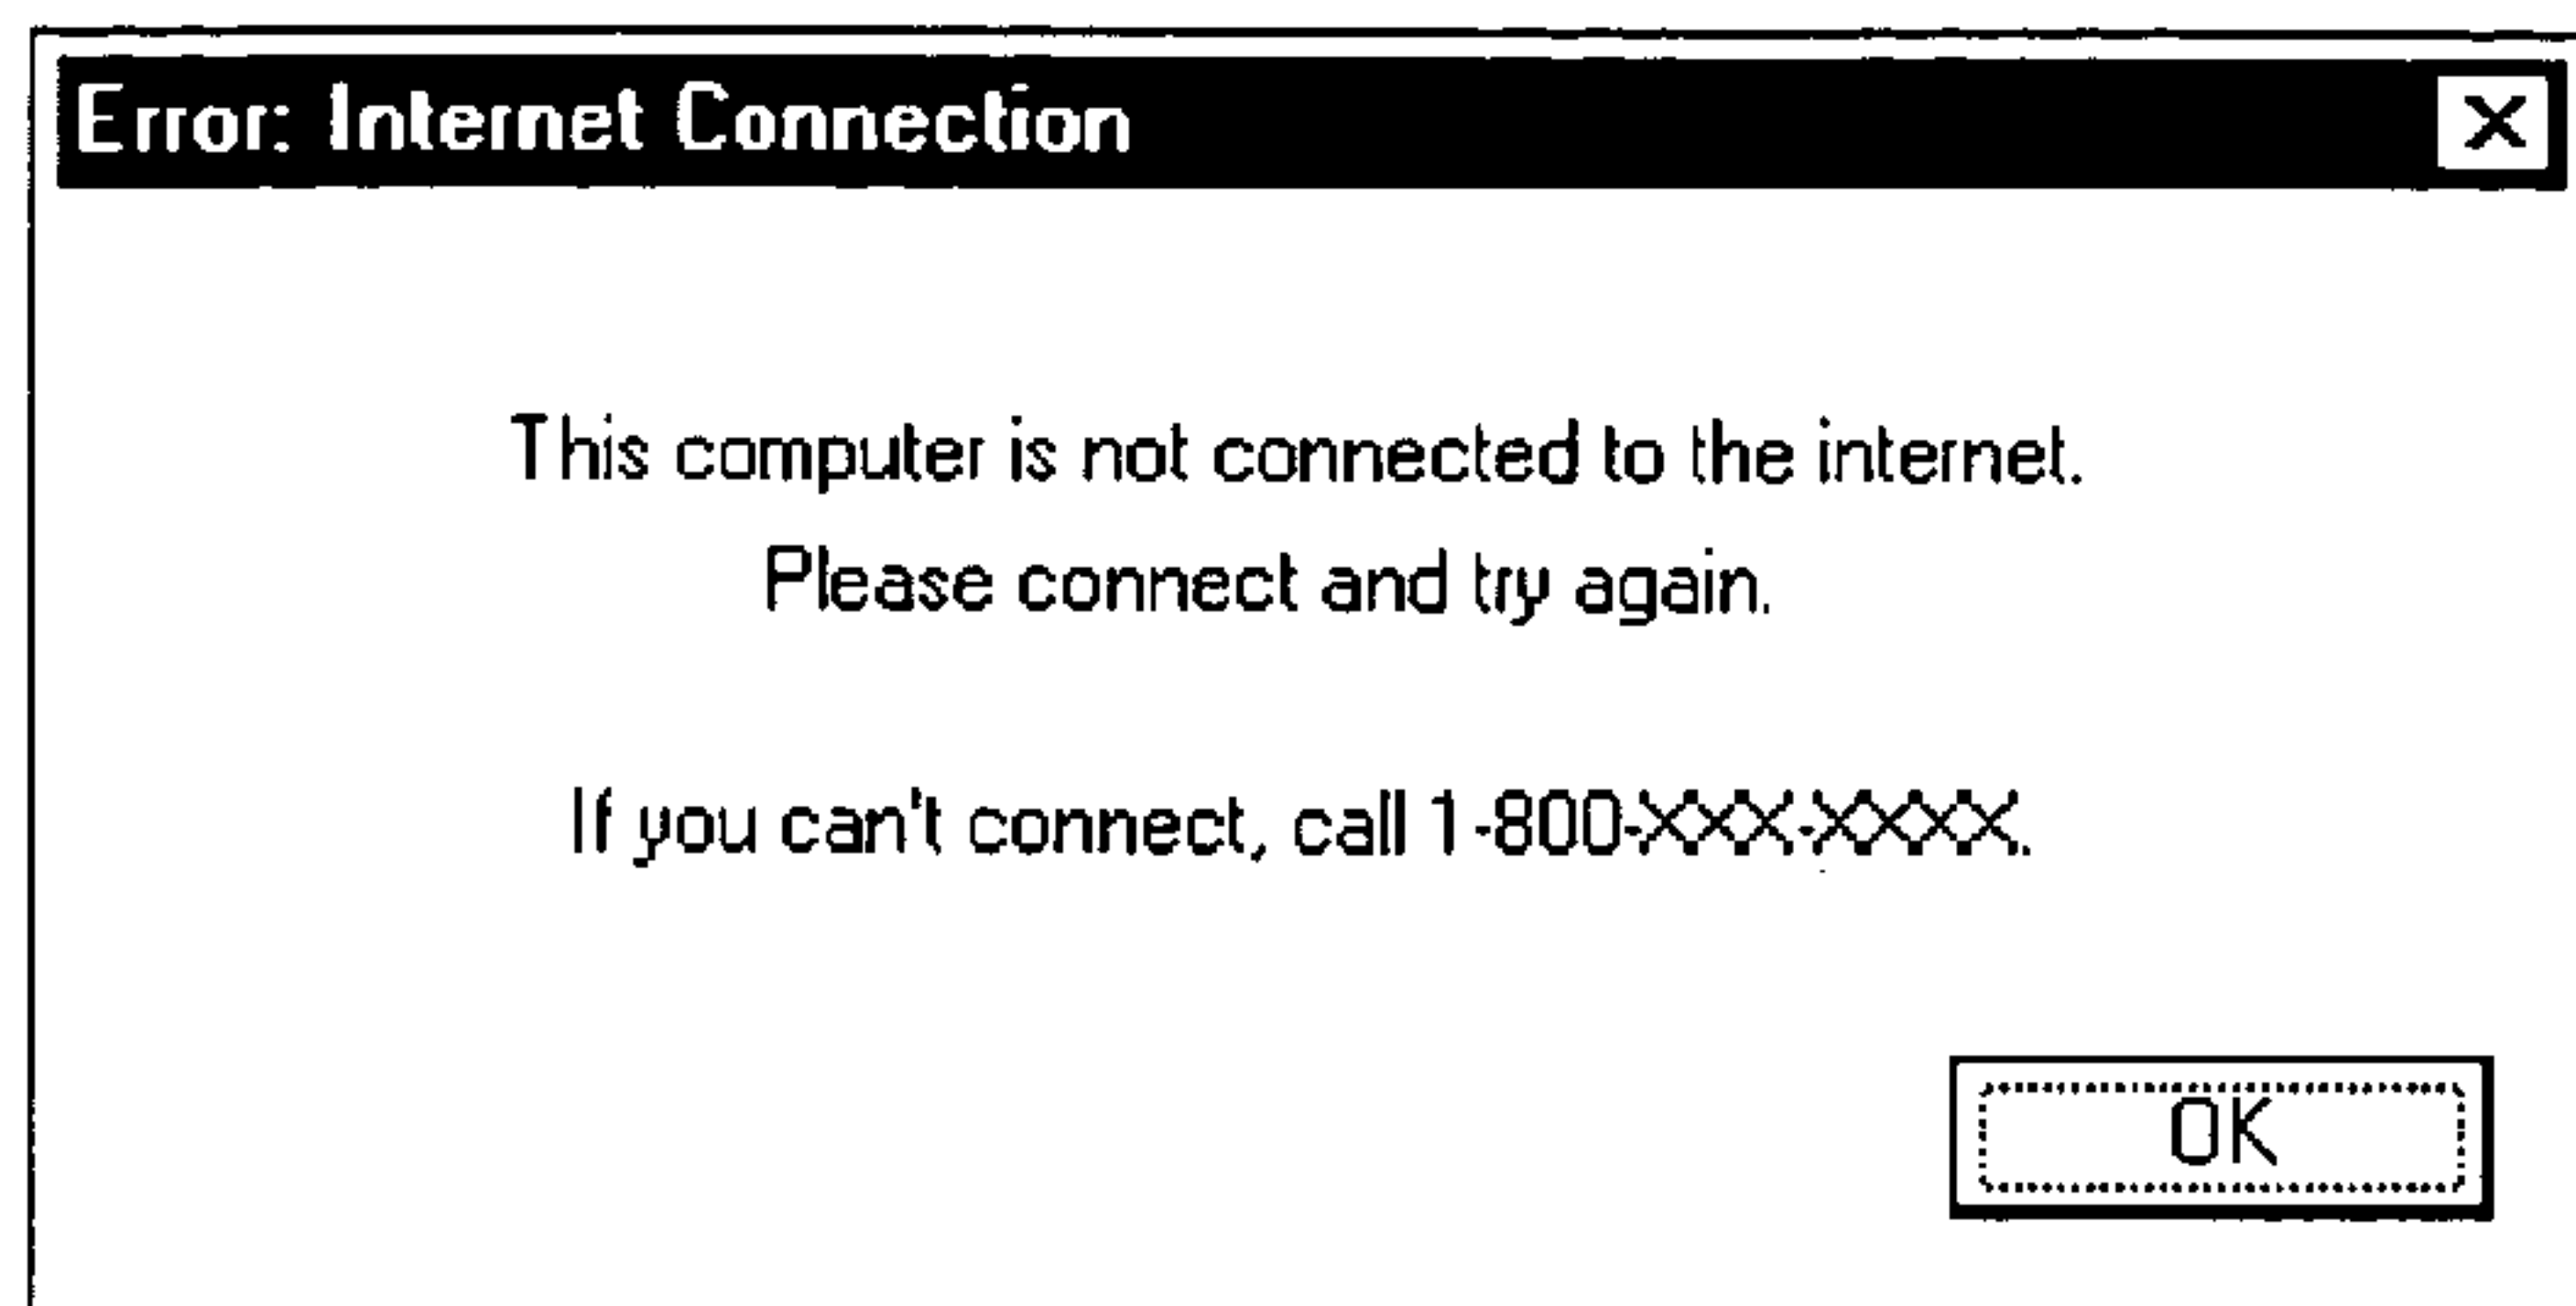 Error: Internet Connection
This computer is not connected to the internet.
Please connect and try again.
If you can't connect, call 1-800-XXX-XXXX.
OK